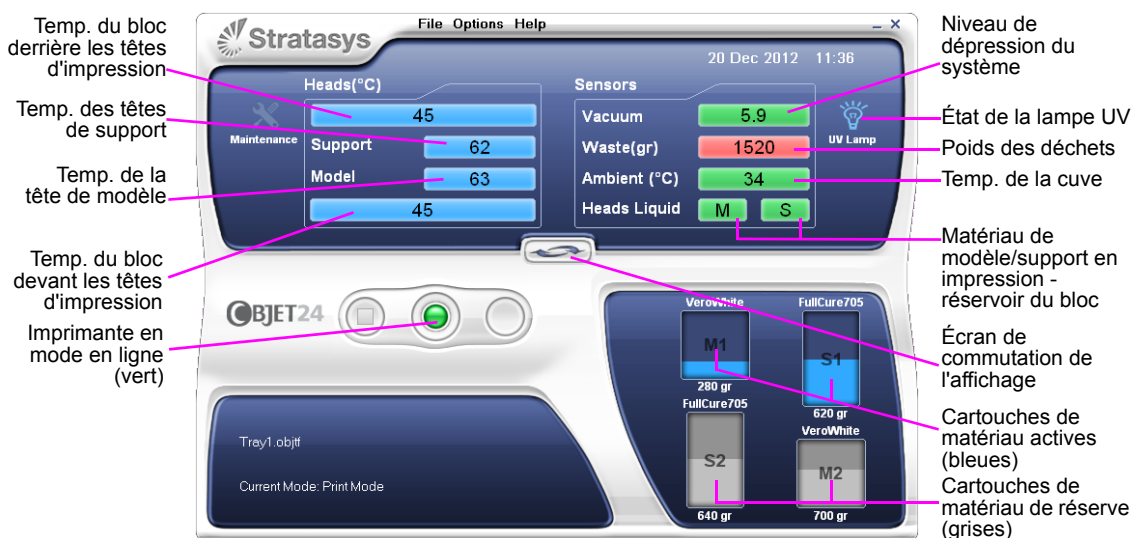 Temp. du bloc
derrière les têtes
d'impression
Temp. des têtes
de support
Temp. de la
tête de modèle
Temp. du bloc
devant les têtes
d'impression
Imprimante en
mode en ligne
(vert)
Stratasys
File Options Help
20 Dec 2012 11:36
Maintenance
Heads(°C)
45
Support 62
Model 63
45
Sensors
Vacuum 5.9
Waste(gr) 1520
Ambient (°C) 34
Heads Liquid M S
UV Lamp
OBJET24
Tray1.objtf
Current Mode: Print Mode
VeroWhite
M1
280 gr
FullCure705
S1
620 gr
FullCure705
S2
640 gr
VeroWhite
M2
700 gr
Niveau de
dépression du
système
État de la lampe UV
Poids des déchets
Temp. de la cuve
Matériau de
modèle/support en
impression -
réservoir du bloc
Écran de
commutation de
l'affichage
Cartouches de
matériau actives
(bleues)
Cartouches de
matériau de réserve
(grises)